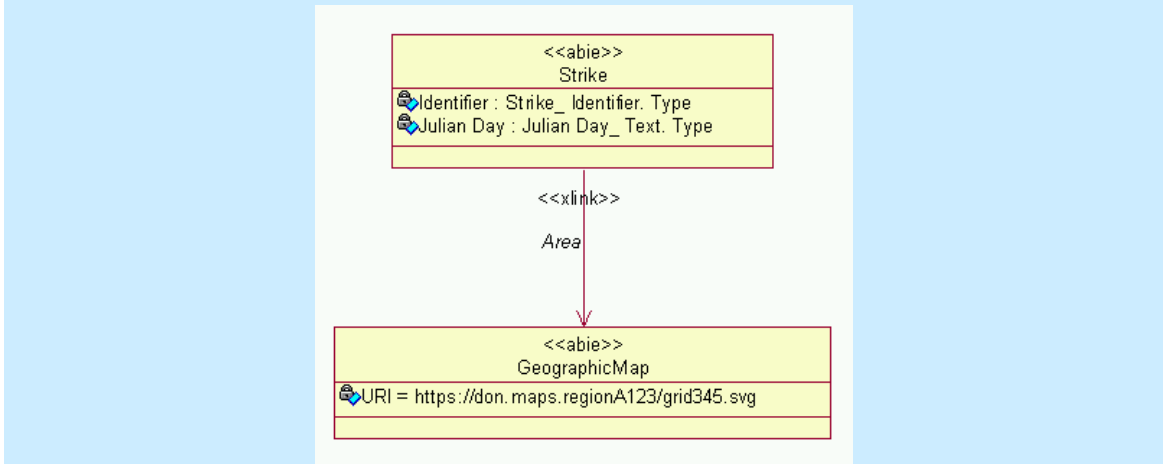 <<abie>>
Strike
Identifier : Strike_ Identifier. Type
Julian Day : Julian Day_ Text. Type
<<xlink>>
Area
<<abie>>
GeographicMap
URI = https://don.maps.regionA123/grid345.svg